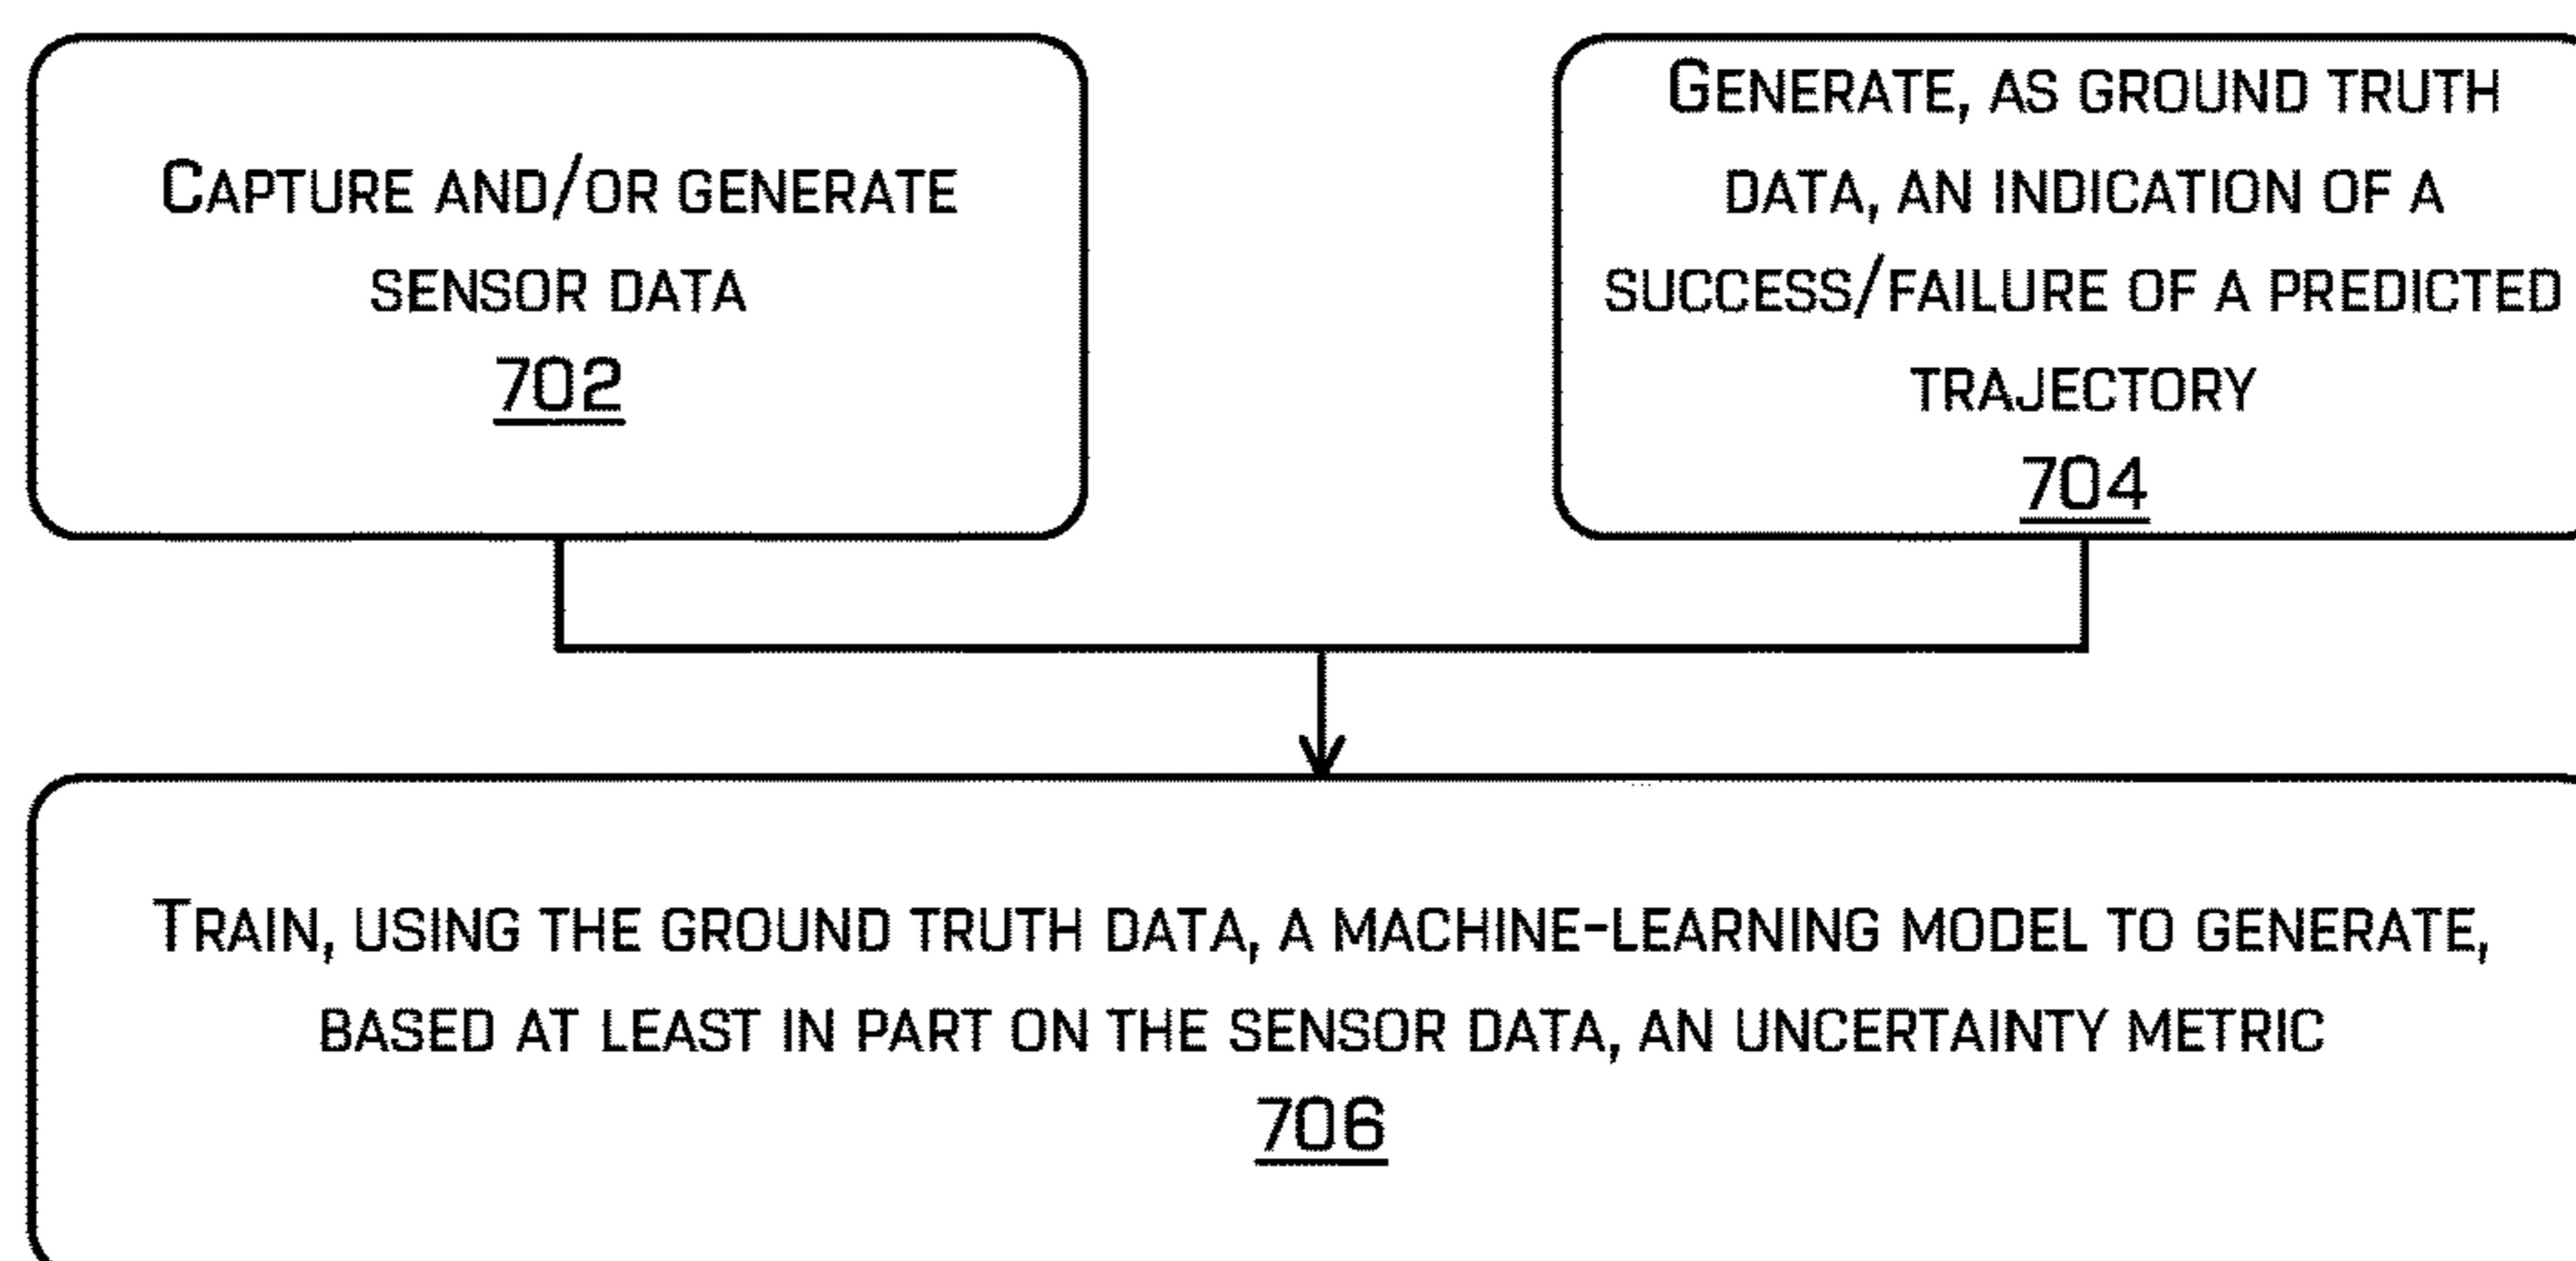 Capture and/or generate
sensor data
702
Generate, as ground truth
data, an indication of a
success/failure of a predicted
trajectory
704
Train, using the ground truth data, a machine-learning model to generate,
based at least in part on the sensor data, an uncertainty metric
706